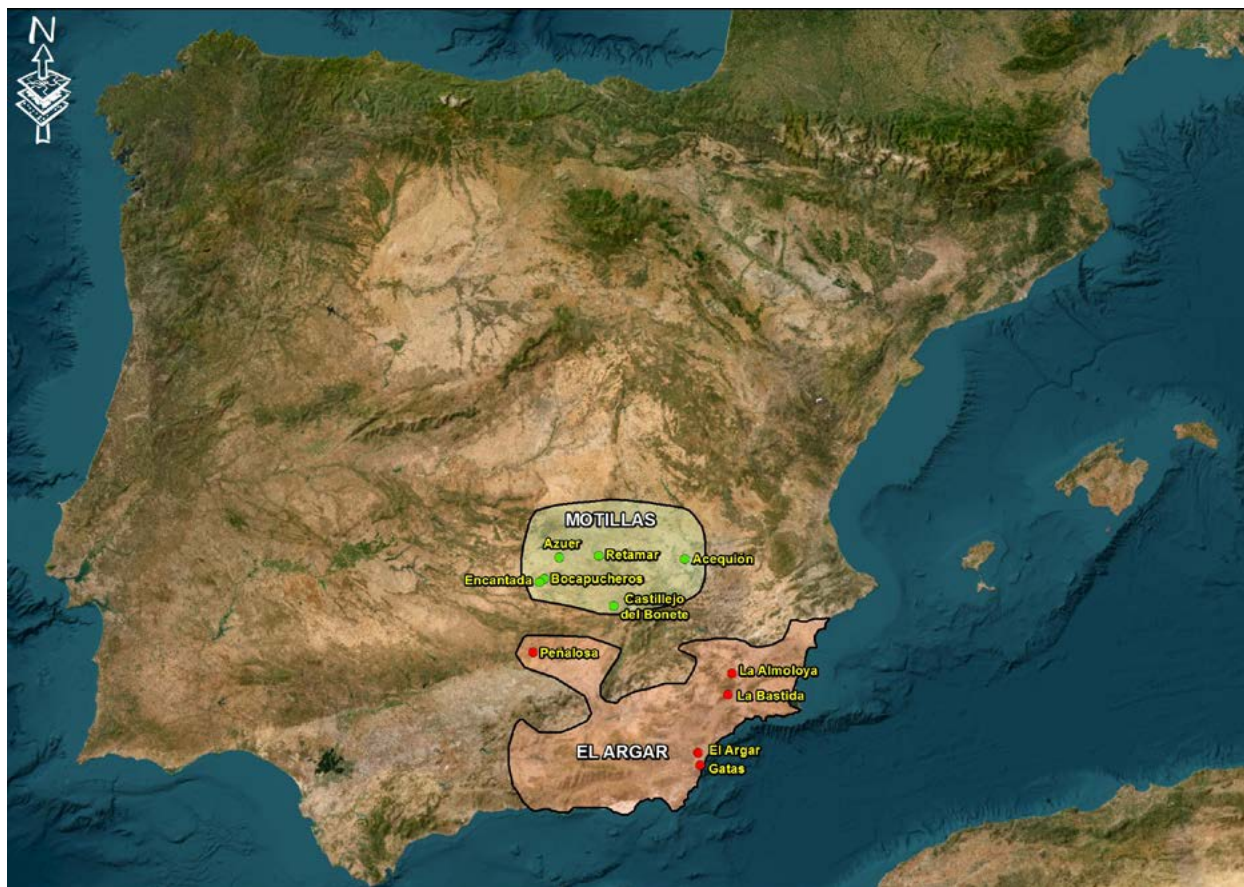 N
MOTILLAS
Azuer
Retamar
Acequión
Encantada
Bocapucheros
Castillejo
del Bonete
Peñalosa
La Almoloya
La Bastida
EL ARGAR
El Argar
Gatas